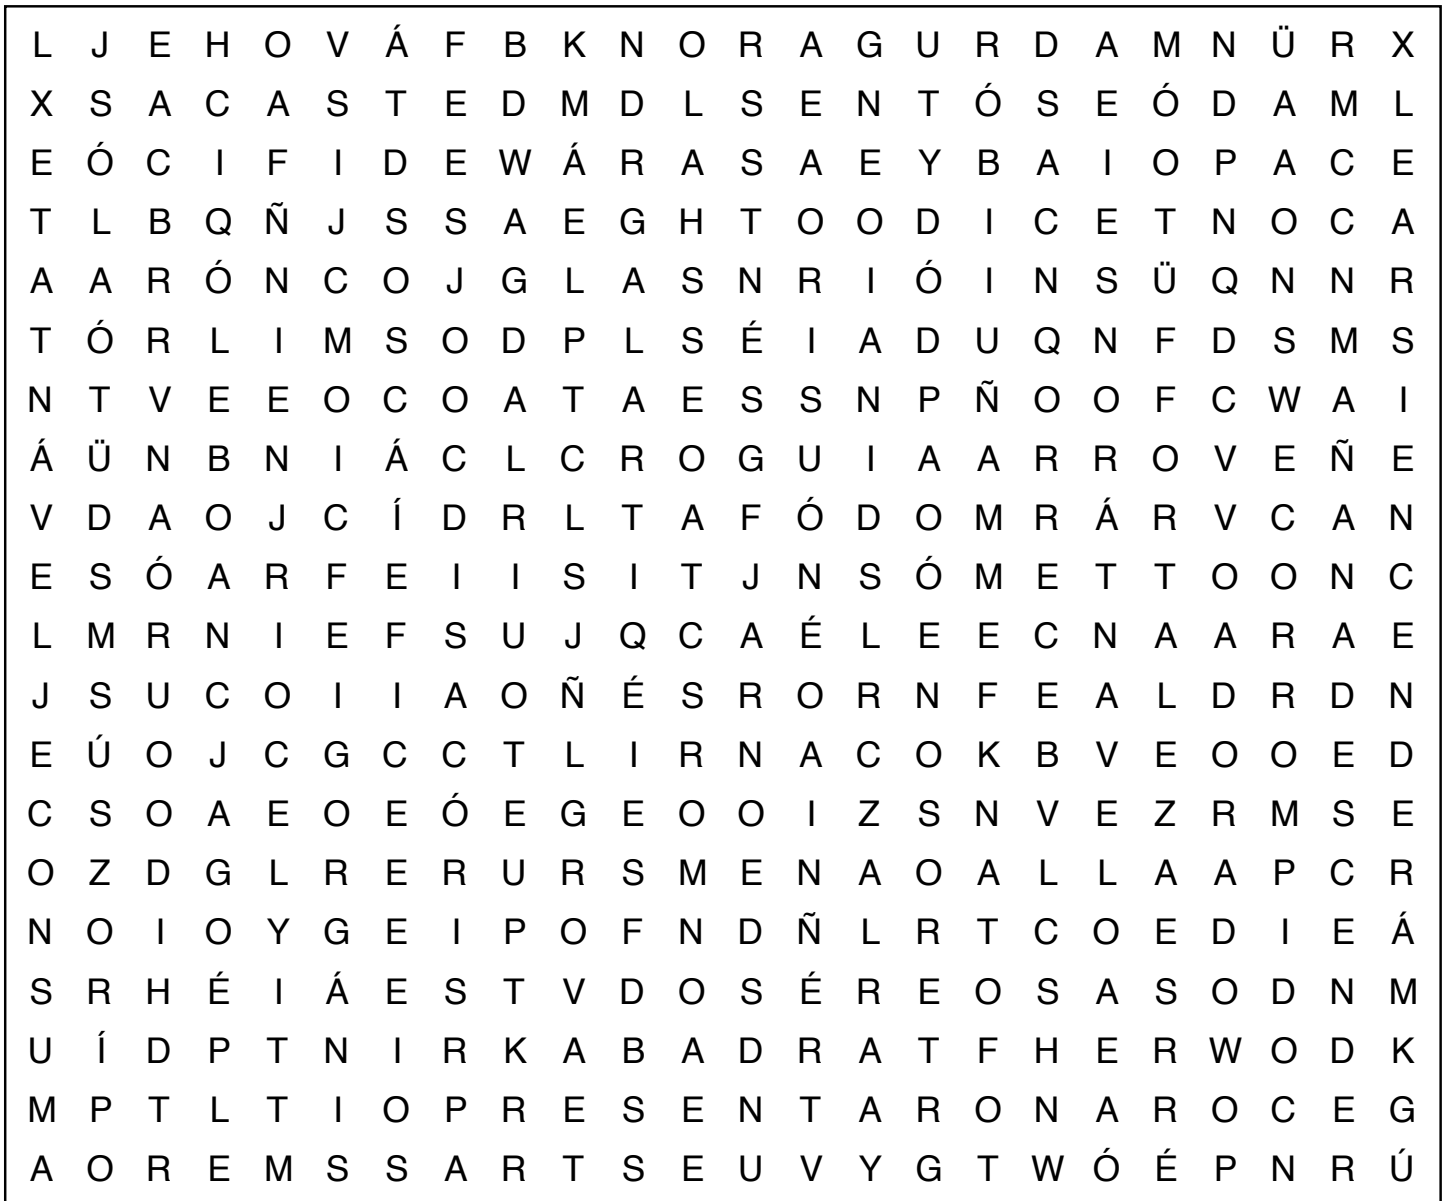 L J E H O V Á F B K N O R A G U R D A M N Ü R X
X S A C A S T E D M D L S E N T Ó S E Ó D A M L
E Ó C I F I D E W Á R A S A E Y B A I O P A C E
T L B Q Ñ J S S A E G H T O O D I C E T N O C A
A A R Ó N C O J G L A S N R I Ó I N S Ü Q N N R
T Ó R L I M S O D P L S É I A D U Q N F D S M S
N T V E E O C O A T A E S S N P Ñ O O F C W A I
Á Ü N B N I Á C L C R O G U I A A R R O V E Ñ E
V D A O J C Í D R L T A F Ó D O M R Á R V C A N
E S Ó A R F E I I S I T J N S Ó M E T T O O N C
L M R N I E F S U J Q C A É L E E C N A A R A E
J S U C O I I A O Ñ É S R O R N F E A L D R D N
E Ú O J C G C C T L I R N A C O K B V E O O E D
C S O A E O E Ó E G E O O I Z S N V E Z R M S E
O Z D G L R E R U R S M E N A O A L L A A P C R
N O I O Y G E I P O F N D Ñ L R T C O E D I E Á
S R H É I Á E S T V D O S É R E O S A S O D N M
U Í D P T N I R K A B A D R A T F H E R W O D K
M P T L T I O P R E S E N T A R O N A R O C E G
A O R E M S S A R T S E U V Y G T W Ó É P N R Ú